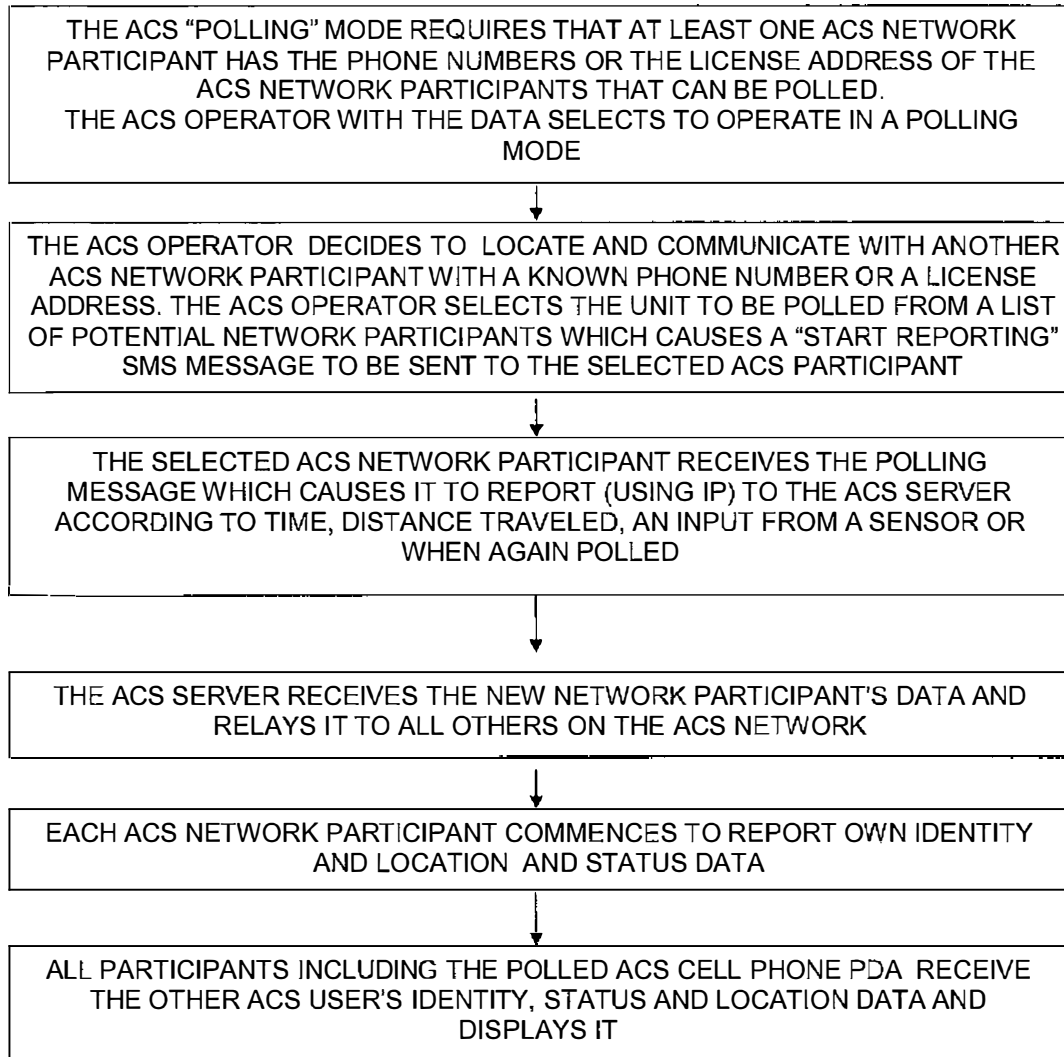 THE ACS “POLLING” MODE REQUIRES THAT AT LEAST ONE ACS NETWORK
PARTICIPANT HAS THE PHONE NUMBERS OR THE LICENSE ADDRESS OF THE
ACS NETWORK PARTICIPANTS THAT CAN BE POLLED.
THE ACS OPERATOR WITH THE DATA SELECTS TO OPERATE IN A POLLING
MODE
THE ACS OPERATOR DECIDES TO LOCATE AND COMMUNICATE WITH ANOTHER
ACS NETWORK PARTICIPANT WITH A KNOWN PHONE NUMBER OR A LICENSE
ADDRESS. THE ACS OPERATOR SELECTS THE UNIT TO BE POLLED FROM A LIST
OF POTENTIAL NETWORK PARTICIPANTS WHICH CAUSES A “START REPORTING”
SMS MESSAGE TO BE SENT TO THE SELECTED ACS PARTICIPANT
THE SELECTED ACS NETWORK PARTICIPANT RECEIVES THE POLLING
MESSAGE WHICH CAUSES IT TO REPORT (USING IP) TO THE ACS SERVER
ACCORDING TO TIME, DISTANCE TRAVELED, AN INPUT FROM A SENSOR OR
WHEN AGAIN POLLED
THE ACS SERVER RECEIVES THE NEW NETWORK PARTICIPANT'S DATA AND
RELAYS IT TO ALL OTHERS ON THE ACS NETWORK
EACH ACS NETWORK PARTICIPANT COMMENCES TO REPORT OWN IDENTITY
AND LOCATION AND STATUS DATA
ALL PARTICIPANTS INCLUDING THE POLLED ACS CELL PHONE PDA RECEIVE
THE OTHER ACS USER'S IDENTITY, STATUS AND LOCATION DATA AND
DISPLAYS IT